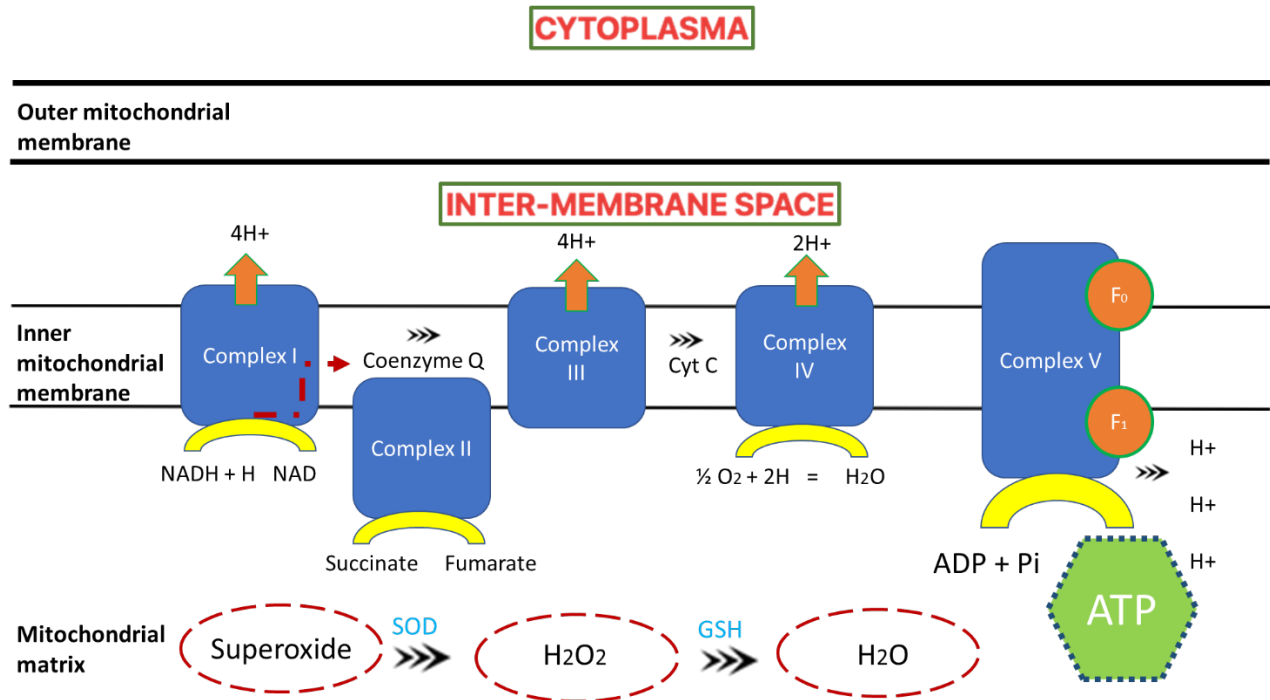 CYTOPLASMA
Outer mitochondrial
membrane
INTER-MEMBRANE SPACE
4H+
4H+
2H+
F₀
Inner
mitochondrial
membrane
Complex I
Coenzyme Q
Complex
III
Cyt C
Complex
IV
Complex V
F₁
NADH + H NAD
Complex II
½ O₂ + 2H = H₂O
H+
H+
H+
Succinate Fumarate
ADP + Pi
ATP
Mitochondrial
matrix
Superoxide
SOD
H₂O₂
GSH
H₂O